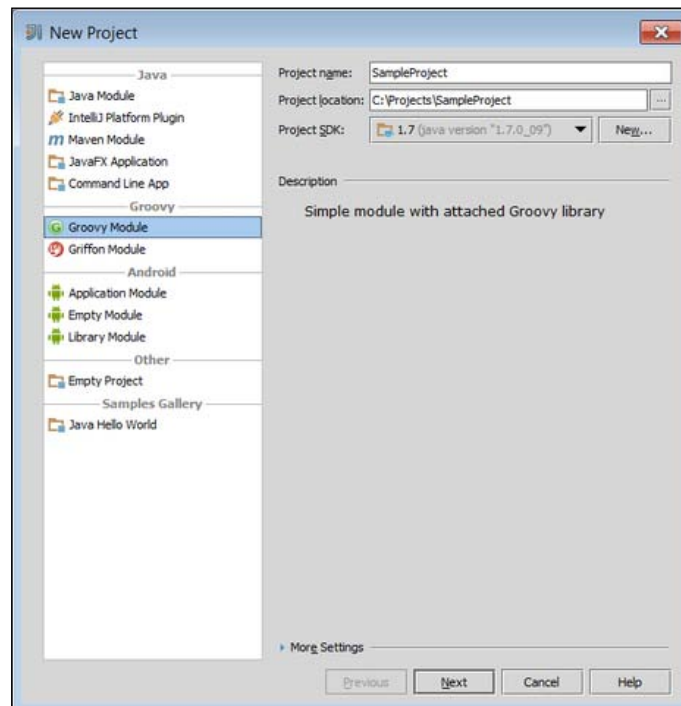 New Project
Java
Java Module
IntelliJ Platform Plugin
Maven Module
JavaFX Application
Command Line App
Groovy
Groovy Module
Griffon Module
Android
Application Module
Empty Module
Library Module
Other
Empty Project
Samples Gallery
Java Hello World
Project name: SampleProject
Project location: C:\Projects\SampleProject ...
Project SDK: 1.7 (java version "1.7.0_09") New...
Description
Simple module with attached Groovy library
More Settings
Previous Next Cancel Help